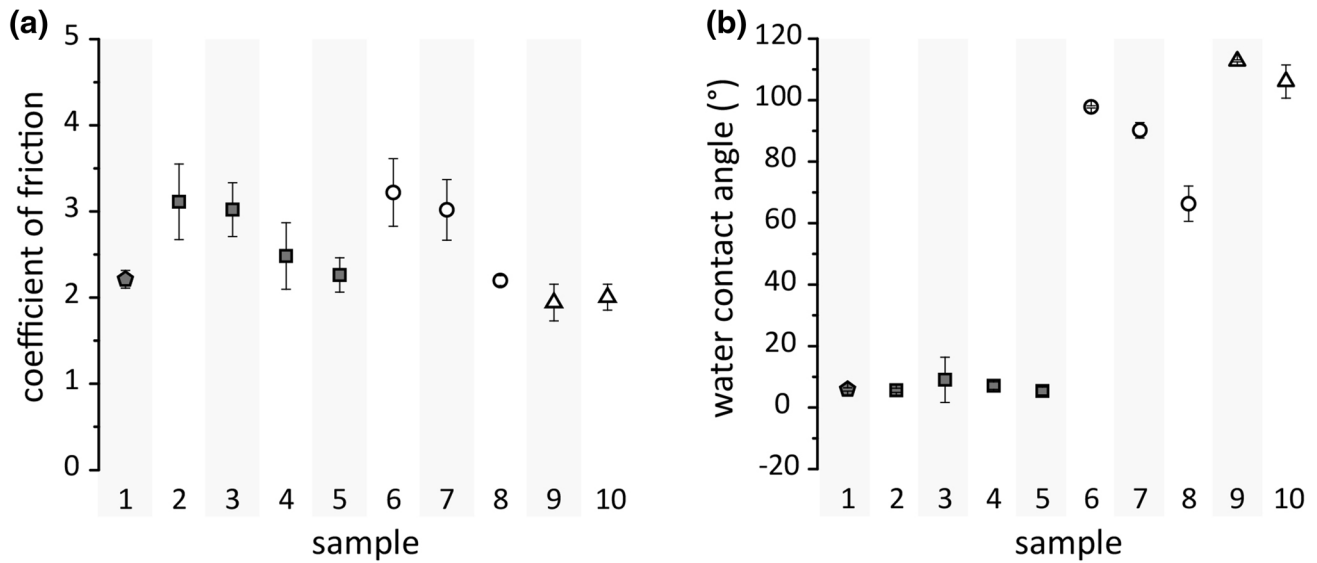 (a)
coefficient of friction
5
4
3
2
1
0
1 2 3 4 5 6 7 8 9 10
sample
(b)
water contact angle (°)
120
100
80
60
40
20
0
-20
1 2 3 4 5 6 7 8 9 10
sample